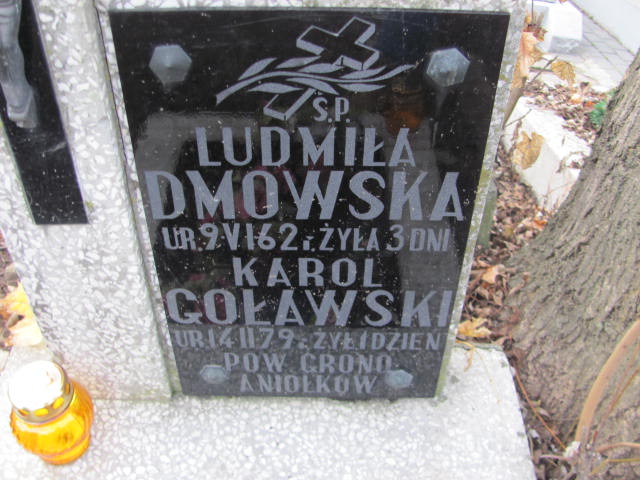 Ś.P.
LUDMIŁA
DMOWSKA
UR. 9 VI 62 r. ŻYŁA 3 DNI
KAROL
GOŁAWSKI
UR. 14 II 79 r. ŻYŁ 1 DZIEŃ
POW. GRONO
ANIOŁKÓW